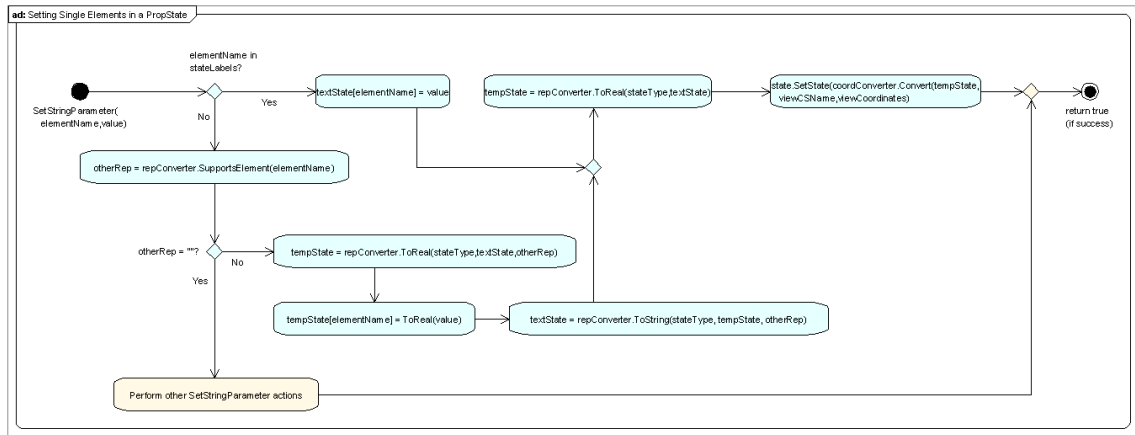 ad: Setting Single Elements in a PropState
elementName in
stateLabels?
SetStringParameter(
elementName,value)
Yes
No
textState[elementName] = value
tempState = repConverter.ToReal(stateType,textState)
state.SetState(coordConverter.Convert(tempState,
viewCSName,viewCoordinates)
return true
(if success)
otherRep = repConverter.SupportsElement(elementName)
otherRep = ""?
No
Yes
tempState = repConverter.ToReal(stateType,textState,otherRep)
tempState[elementName] = ToReal(value)
textState = repConverter.ToString(stateType, tempState, otherRep)
Perform other SetStringParameter actions